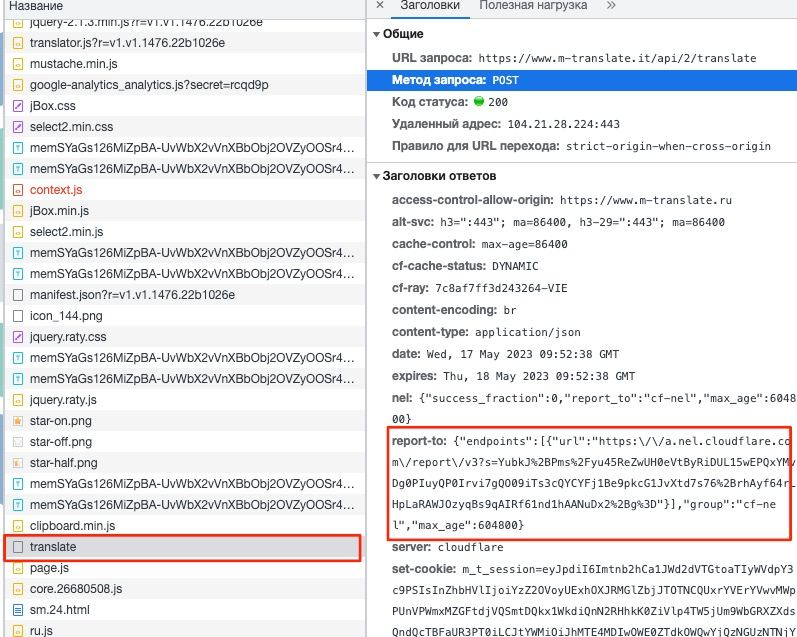 Название
jquery-2.1.3.min.js?r=v1.v1.1476.22b1026e
translator.js?r=v1.v1.1476.22b1026e
mustache.min.js
google-analytics_analytics.js?secret=rcqd9p
jBox.css
select2.min.css
memSYaGs126MiZpBA-UvWbX2vVnXBbObj2OVZyOOSr4…
memSYaGs126MiZpBA-UvWbX2vVnXBbObj2OVZyOOSr4…
context.js
jBox.min.js
select2.min.js
memSYaGs126MiZpBA-UvWbX2vVnXBbObj2OVZyOOSr4…
memSYaGs126MiZpBA-UvWbX2vVnXBbObj2OVZyOOSr4…
manifest.json?r=v1.v1.1476.22b1026e
icon_144.png
jquery.raty.css
memSYaGs126MiZpBA-UvWbX2vVnXBbObj2OVZyOOSr4…
memSYaGs126MiZpBA-UvWbX2vVnXBbObj2OVZyOOSr4…
jquery.raty.js
star-on.png
star-off.png
star-half.png
memSYaGs126MiZpBA-UvWbX2vVnXBbObj2OVZyOOSr4…
memSYaGs126MiZpBA-UvWbX2vVnXBbObj2OVZyOOSr4…
clipboard.min.js
translate
page.js
core.26680508.js
sm.24.html
ru.js
× Заголовки Полезная нагрузка »
Общие
URL запроса: https://www.m-translate.it/api/2/translate
Метод запроса: POST
Код статуса: 200
Удаленный адрес: 104.21.28.224:443
Правило для URL перехода: strict-origin-when-cross-origin
Заголовки ответов
access-control-allow-origin: https://www.m-translate.ru
alt-svc: h3=":443"; ma=86400, h3-29=":443"; ma=86400
cache-control: max-age=86400
cf-cache-status: DYNAMIC
cf-ray: 7c8af7ff3d243264-VIE
content-encoding: br
content-type: application/json
date: Wed, 17 May 2023 09:52:38 GMT
expires: Thu, 18 May 2023 09:52:38 GMT
nel: {"success_fraction":0,"report_to":"cf-nel","max_age":6048
00}
report-to: {"endpoints":[{"url":"https:\/\/a.nel.cloudflare.co
m\/report\/v3?s=YubkJ%2BPms%2Fyu45ReZwUH0eVtByRiDUL15wEPQxYMv
Dg0PIuyQP0Irvi7gQO09iTs3cQYCYFj1Be9pkcG1JvXtd7s76%2BrhAyf64rL
HpLaRAWJOzyqBs9qAIRf61nd1hAANuDx2%2Bg%3D"}],"group":"cf-ne
l","max_age":604800}
server: cloudflare
set-cookie: m_t_session=eyJpdiI6Imtnb2hCa1JWd2dVTGtoaTIyWVdpY3
c9PSIsInZhbHVlIjoiYzZ2OVoyUExhOXJRMGlZbjJTOTNCQUxrYVErYVwvMWp
PUnVPWmxMZGFtdjVQSmtDQkx1WkdiQnN2RHhkK0ZiVlp4TW5jUm9WbGRXZXds
QndQcTBFaUR3PT0iLCJtYWMiOiJhMTE4MDIwOWE0ZTdkOWQwYjQzNGUzNTNjY